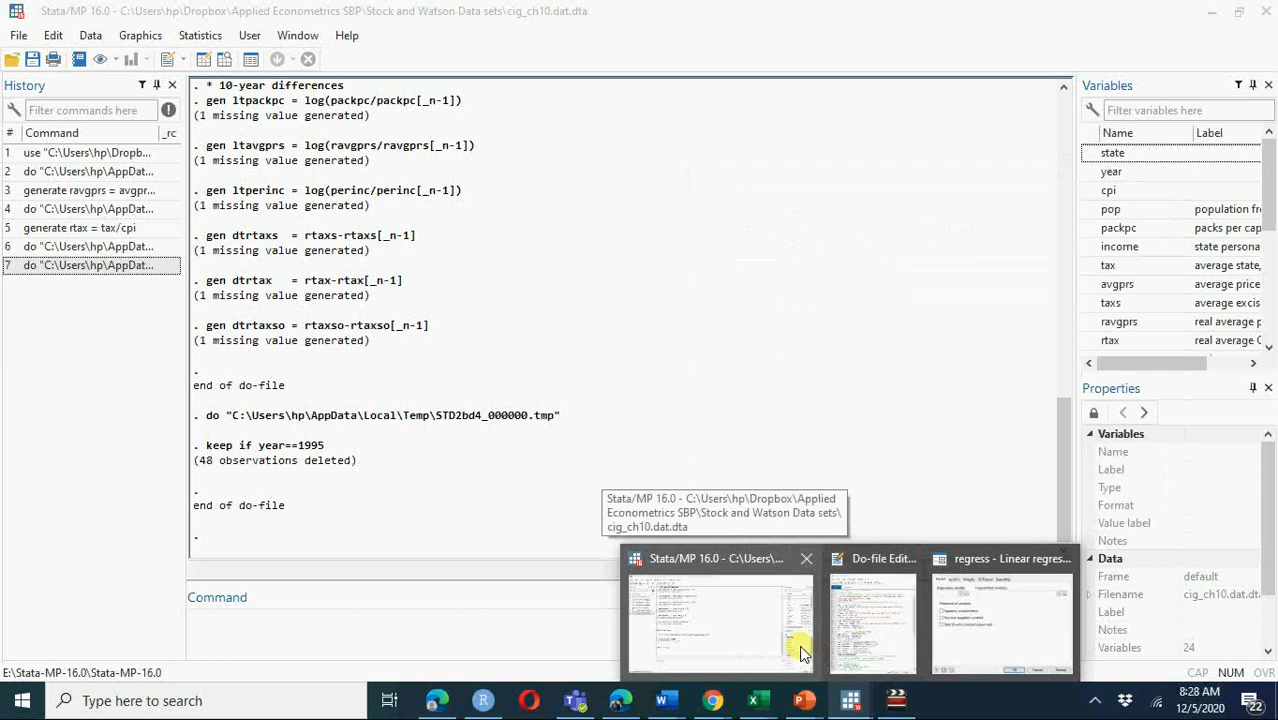 Stata/MP 16.0 - C:\Users\hp\Dropbox\Applied Econometrics SBP\Stock and Watson Data sets\cig_ch10.dat.dta
File Edit Data Graphics Statistics User Window Help
History
Filter commands here
# Command _rc
1 use "C:\Users\hp\Dropb...
2 do "C:\Users\hp\AppDat...
3 generate ravgprs = avgpr...
4 do "C:\Users\hp\AppDat...
5 generate rtax = tax/cpi
6 do "C:\Users\hp\AppDat...
7 do "C:\Users\hp\AppDat...
. * 10-year differences
. gen ltpackpc = log(packpc/packpc[_n-1])
(1 missing value generated)
. gen ltavgprs = log(ravgprs/ravgprs[_n-1])
(1 missing value generated)
. gen ltperinc = log(perinc/perinc[_n-1])
(1 missing value generated)
. gen dtrtaxs = rtaxs-rtaxs[_n-1]
(1 missing value generated)
. gen dtrtax = rtax-rtax[_n-1]
(1 missing value generated)
. gen dtrtaxso = rtaxso-rtaxso[_n-1]
(1 missing value generated)
.
end of do-file
. do "C:\Users\hp\AppData\Local\Temp\STD2bd4_000000.tmp"
. keep if year==1995
(48 observations deleted)
.
end of do-file
.
Command
Variables
Filter variables here
Name Label
state
year
cpi
pop population fr
packpc packs per cap
income state persona
tax average state,
avgprs average price
taxs average excis
ravgprs real average p
rtax real average C
Properties
Variables
Name
Label
Type
Format
Value label
Notes
Data
Frame default
Filename cig_ch10.dat.dt
Label
Notes
Variables 24
Stata/MP 16.0 - C:\Users\hp\Dropbox\Applied
Econometrics SBP\Stock and Watson Data sets\
cig_ch10.dat.dta
Stata/MP 16.0 - C:\Users\...
Do-file Edit...
regress - Linear regres...
E:\Stata-MP-16.0\Stata-MP-16.0
CAP NUM OVR
Type here to search
8:28 AM
12/5/2020
22